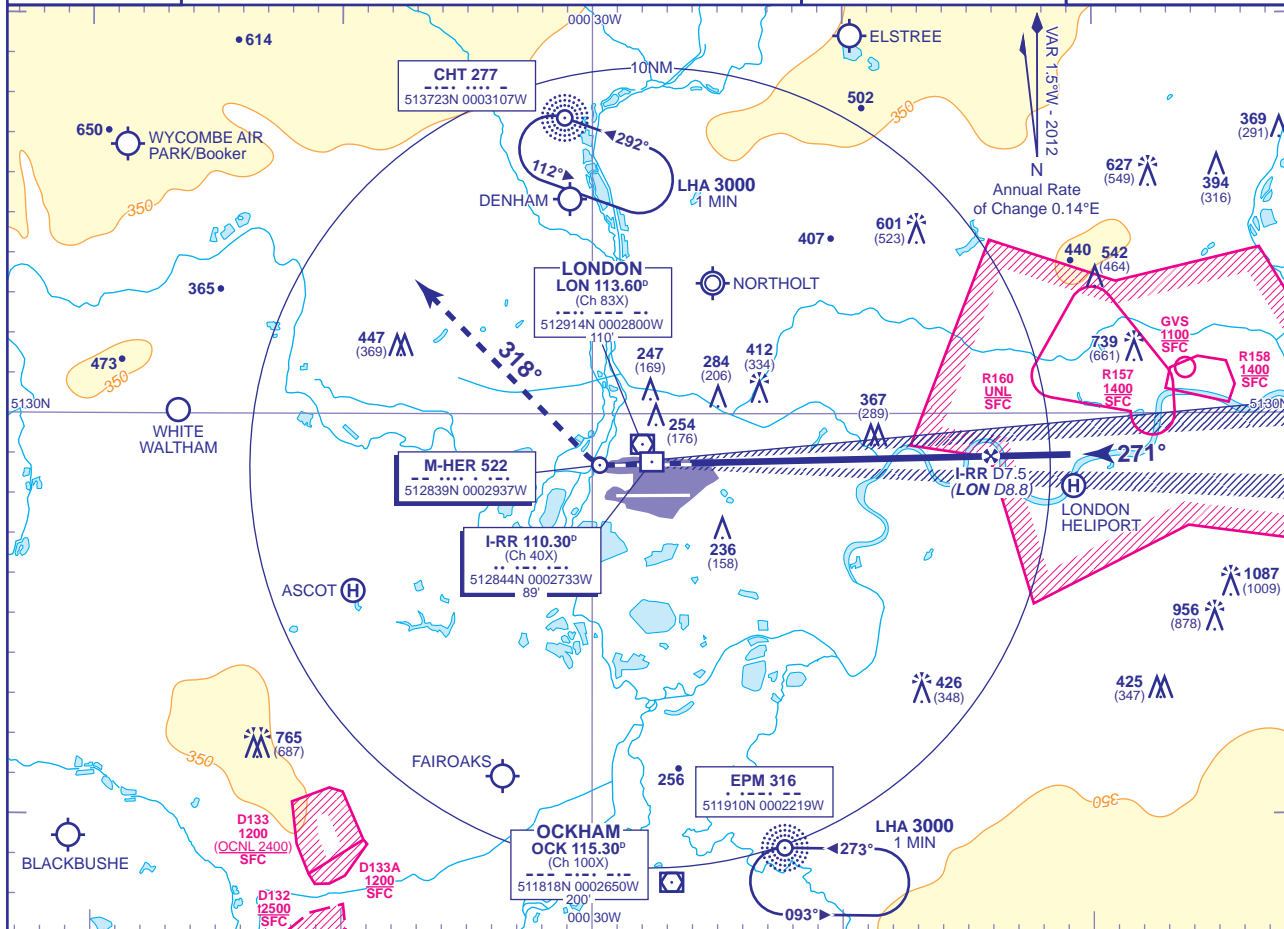 000 30W
614
ELSTREE
VAR 1.5°W - 2012
10NM
CHT 277
513723N 0003107W
502
350
369
(291)
650
WYCOMBE AIR
PARK/Booker
292°
112°
N
627
(549)
394
(316)
LHA 3000
1 MIN
Annual Rate
of Change 0.14°E
DENHAM
350
601
(523)
407
440
542
(464)
LONDON
LON 113.60ᴰ
(Ch 83X)
512914N 0002800W
110'
NORTHOLT
365
GVS
1100
SFC
447
(369)
318°
739
(661)
R158
1400
SFC
473
350
247
(169)
284
(206)
412
(334)
R160
UNL
SFC
R157
1400
SFC
5130N
5130N
WHITE
WALTHAM
254
(176)
367
(289)
M-HER 522
512839N 0002937W
271°
I-RR D7.5
(LON D8.8)
H
LONDON
HELIPORT
I-RR 110.30ᴰ
(Ch 40X)
512844N 0002733W
89'
236
(158)
ASCOT
H
1087
(1009)
956
(878)
426
(348)
425
(347)
765
(687)
350
FAIROAKS
256
EPM 316
511910N 0002219W
350
D133
1200
(OCNL 2400)
SFC
OCKHAM
OCK 115.30ᴰ
(Ch 100X)
511818N 0002650W
200'
LHA 3000
1 MIN
273°
093°
BLACKBUSHE
D133A
1200
SFC
D132
2500
SFC
000 30W